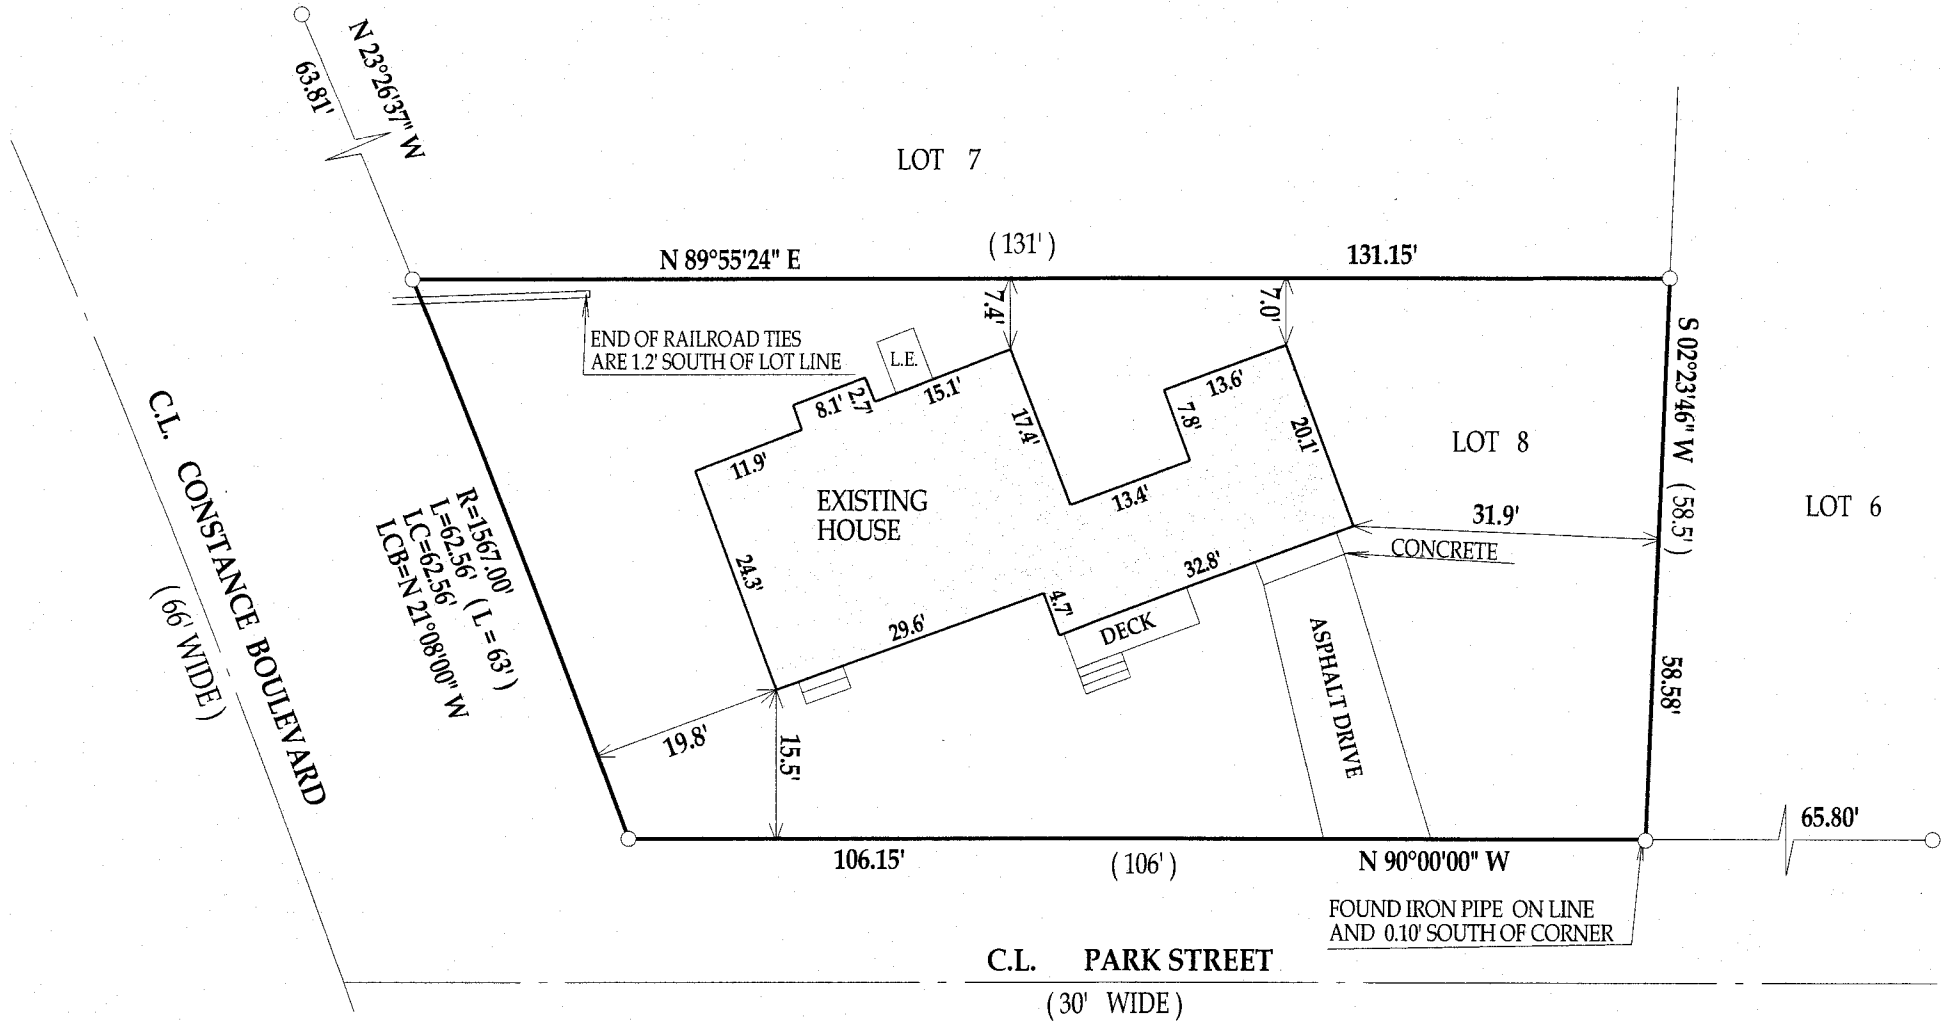 N 23°26'37" W
63.81'
LOT 7
( 131' )
N 89°55'24" E
131.15'
7.4'
7.0'
END OF RAILROAD TIES
ARE 1.2' SOUTH OF LOT LINE
L.E.
S 02°23'46" W ( 58.5' )
8.1'
2.7'
15.1'
13.6'
7.8'
17.4'
20.1'
LOT 8
11.9'
13.4'
C.L. CONSTANCE BOULEVARD
( 66' WIDE )
R=1567.00'
L=62.56' ( L = 63' )
LC=62.56'
LCB=N 21°08'00" W
EXISTING
HOUSE
LOT 6
31.9'
CONCRETE
24.3'
32.8'
4.7'
29.6'
DECK
ASPHALT DRIVE
58.58'
19.8'
15.5'
65.80'
106.15'
( 106' )
N 90°00'00" W
FOUND IRON PIPE ON LINE
AND 0.10' SOUTH OF CORNER
C.L. PARK STREET
( 30' WIDE )